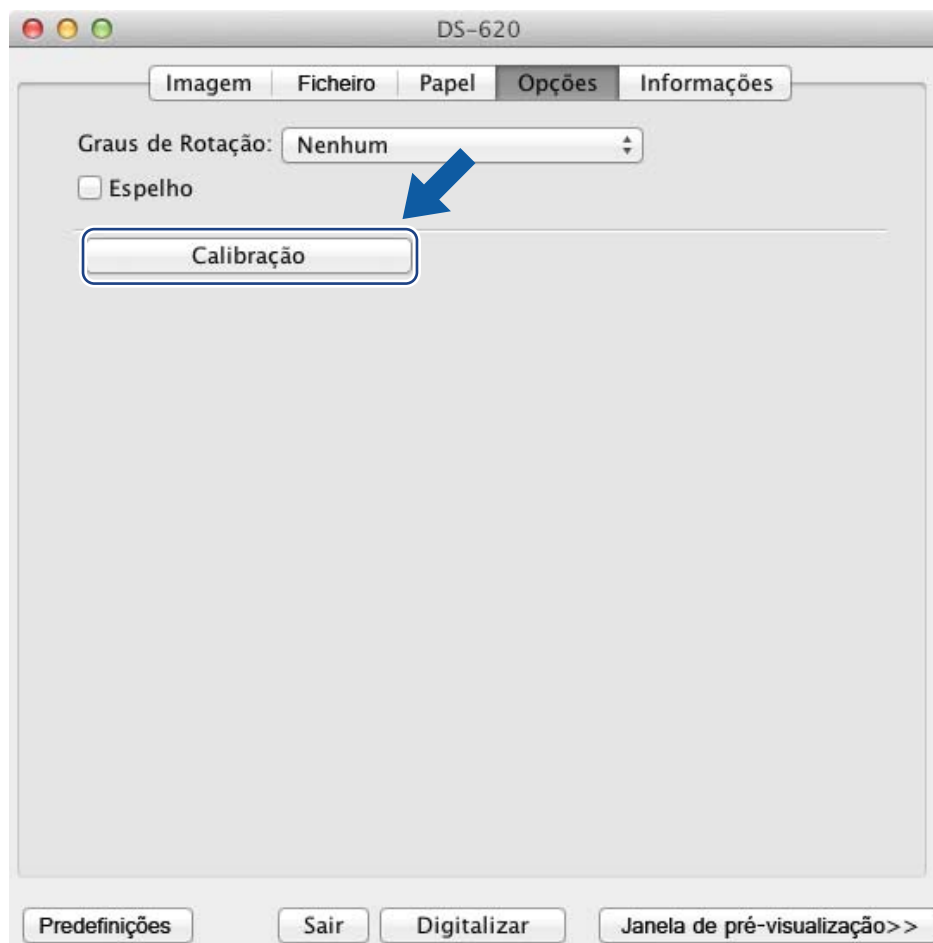 DS-620
Imagem Ficheiro Papel Opções Informações
Graus de Rotação: Nenhum
Espelho
Calibração
Predefinições Sair Digitalizar Janela de pré-visualização>>